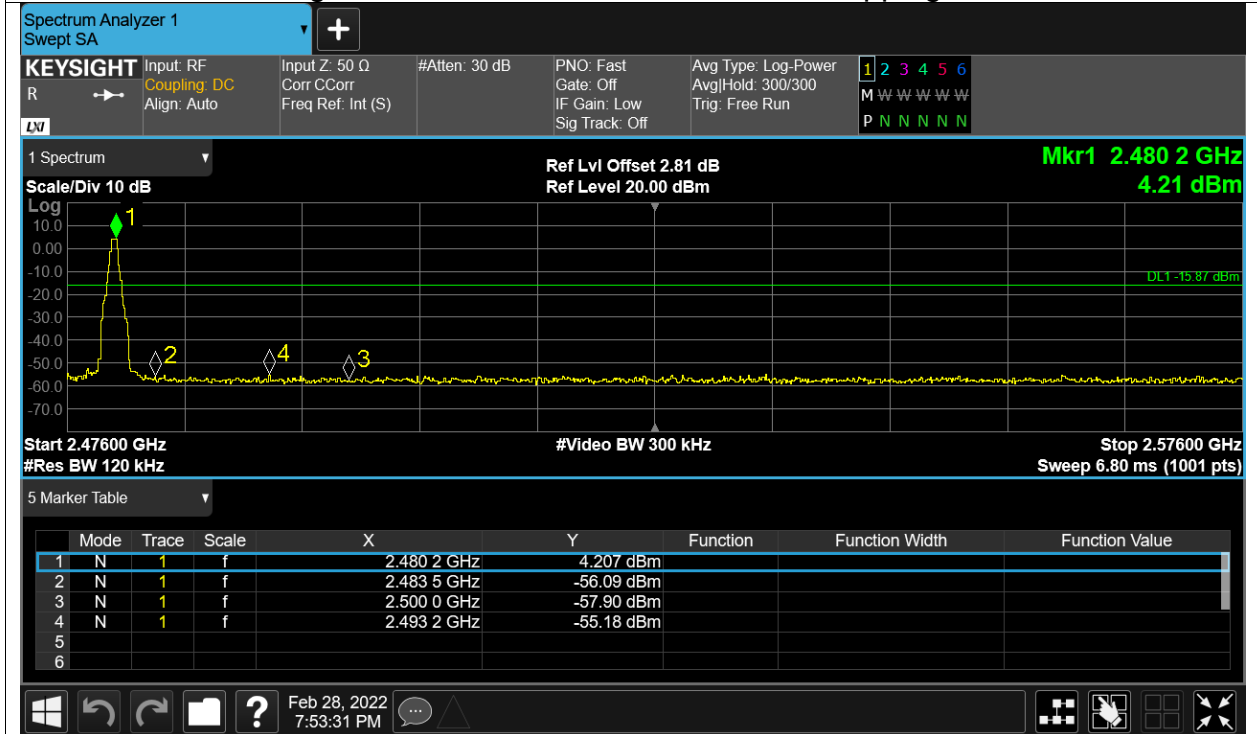 Spectrum Analyzer 1
Swept SA
+
KEYSIGHT Input: RF Input Z: 50 Ω #Atten: 30 dB PNO: Fast Avg Type: Log-Power 1 2 3 4 5 6
R Coupling: DC Corr CCorr Gate: Off Avg|Hold: 300/300 M W W W W W
Align: Auto Freq Ref: Int (S) IF Gain: Low Trig: Free Run
LXI Sig Track: Off P N N N N N
1 Spectrum Ref Lvl Offset 2.81 dB Mkr1 2.480 2 GHz
Scale/Div 10 dB Ref Level 20.00 dBm 4.21 dBm
Log
1
10.0
0.00
-10.0
DL1 -15.87 dBm
-20.0
-30.0
-40.0
2 4 3
-50.0
-60.0
-70.0
Start 2.47600 GHz #Video BW 300 kHz Stop 2.57600 GHz
#Res BW 120 kHz Sweep 6.80 ms (1001 pts)
5 Marker Table
Mode Trace Scale X Y Function Function Width Function Value
1 N 1 f 2.480 2 GHz 4.207 dBm
2 N 1 f 2.483 5 GHz -56.09 dBm
3 N 1 f 2.500 0 GHz -57.90 dBm
4 N 1 f 2.493 2 GHz -55.18 dBm
5
6
? Feb 28, 2022
7:53:31 PM